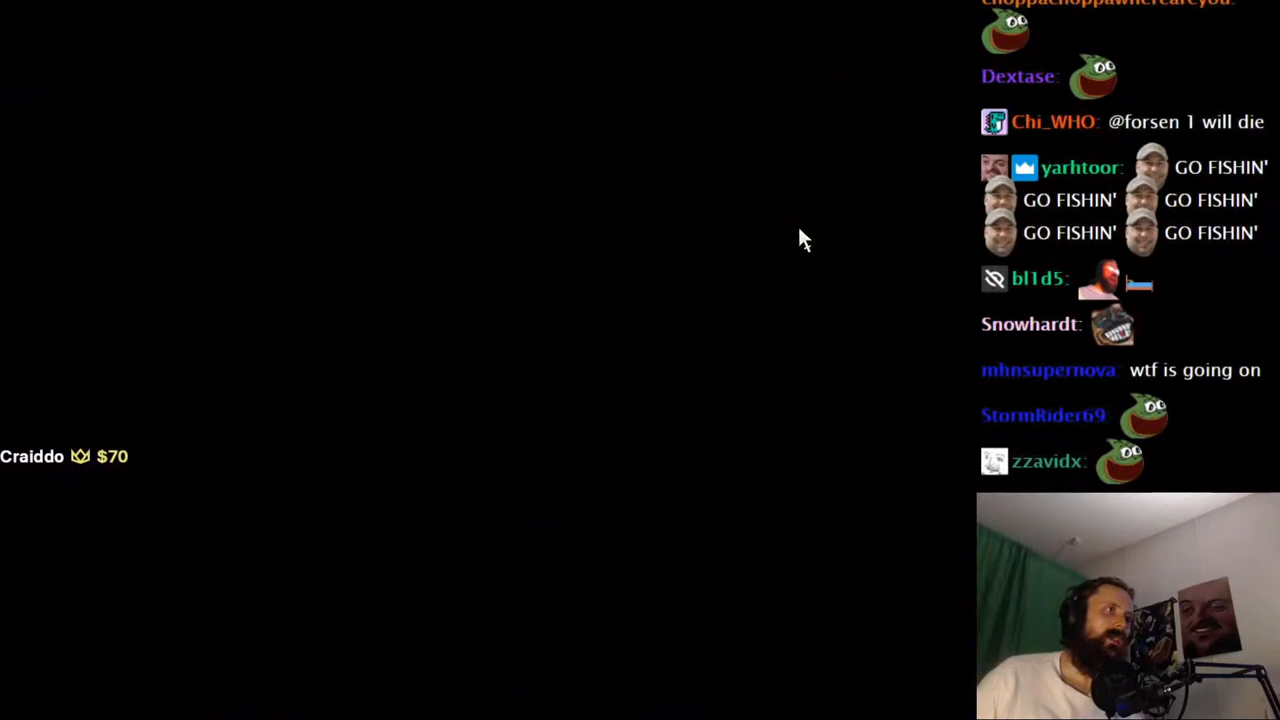 choppachoppawhereareyou:
Dextase:
Chi_WHO: @forsen 1 will die
yarhtoor: GO FISHIN'
GO FISHIN' GO FISHIN'
GO FISHIN' GO FISHIN'
bl1d5:
Snowhardt:
mhnsupernova wtf is going on
StormRider69
Craiddo $70
zzavidx: